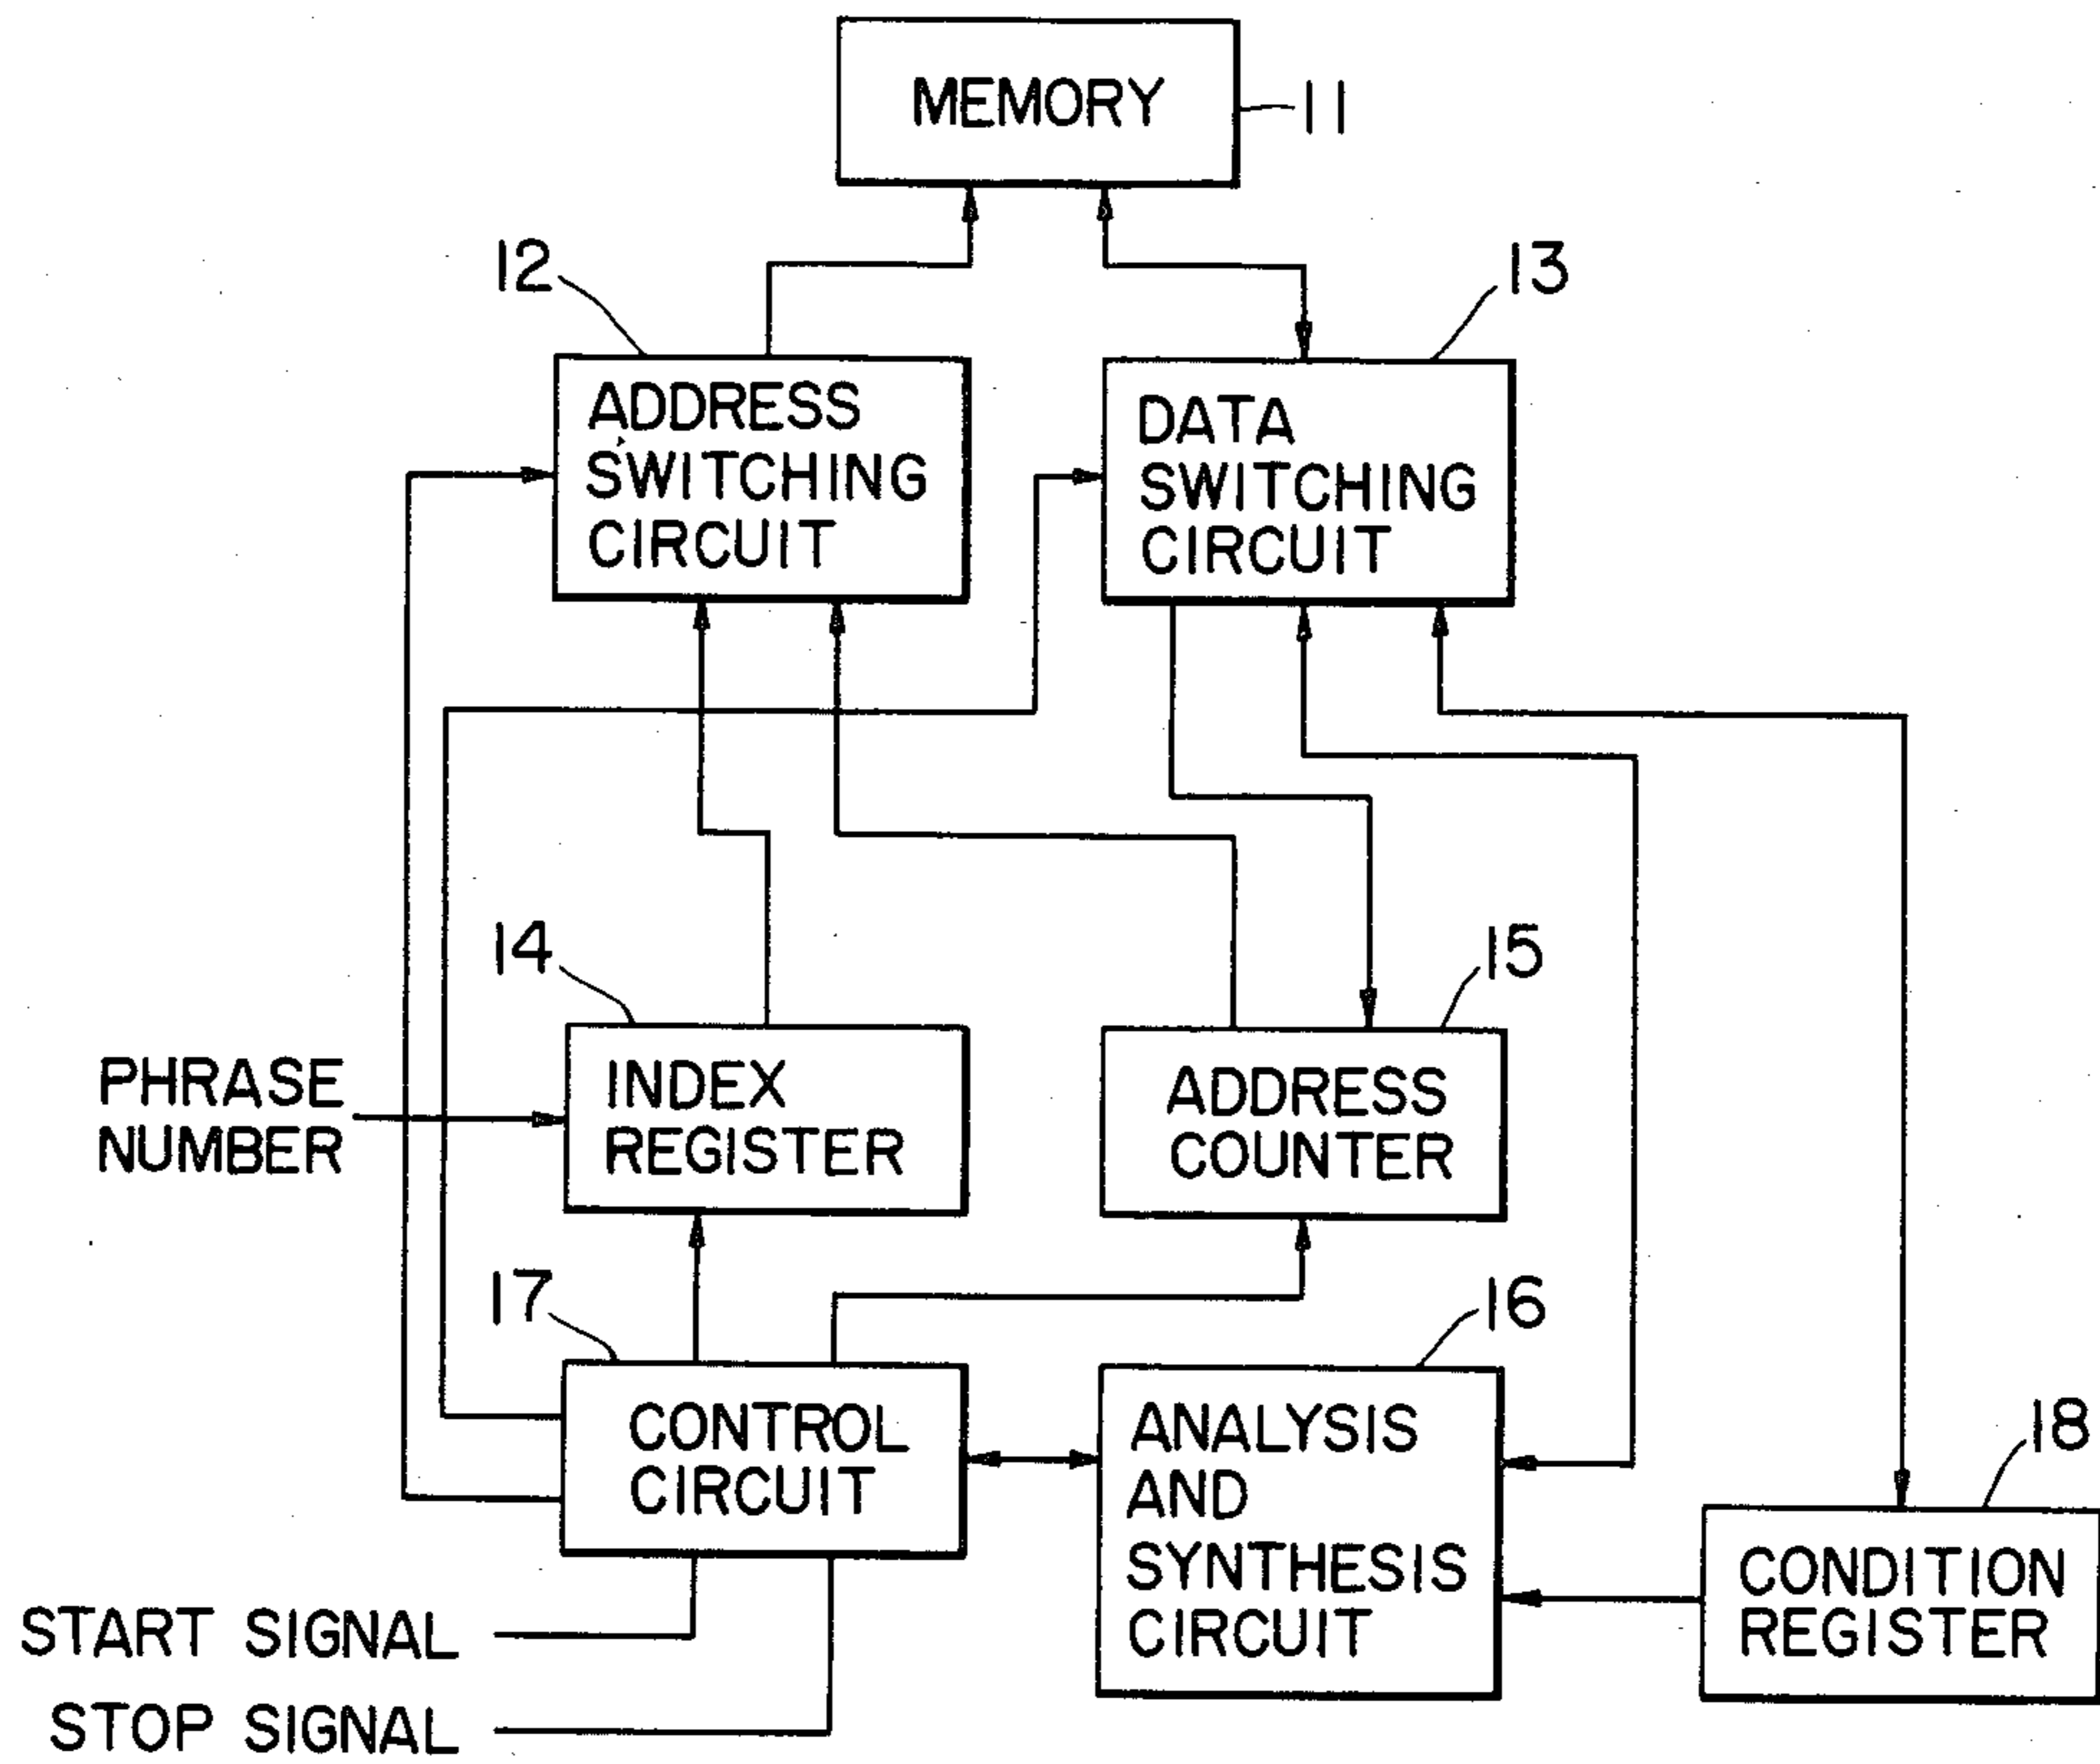 MEMORY
11
12
13
ADDRESS
SWITCHING
CIRCUIT
DATA
SWITCHING
CIRCUIT
14
15
PHRASE
NUMBER
INDEX
REGISTER
ADDRESS
COUNTER
17
16
18
CONTROL
CIRCUIT
ANALYSIS
AND
SYNTHESIS
CIRCUIT
CONDITION
REGISTER
START SIGNAL
STOP SIGNAL